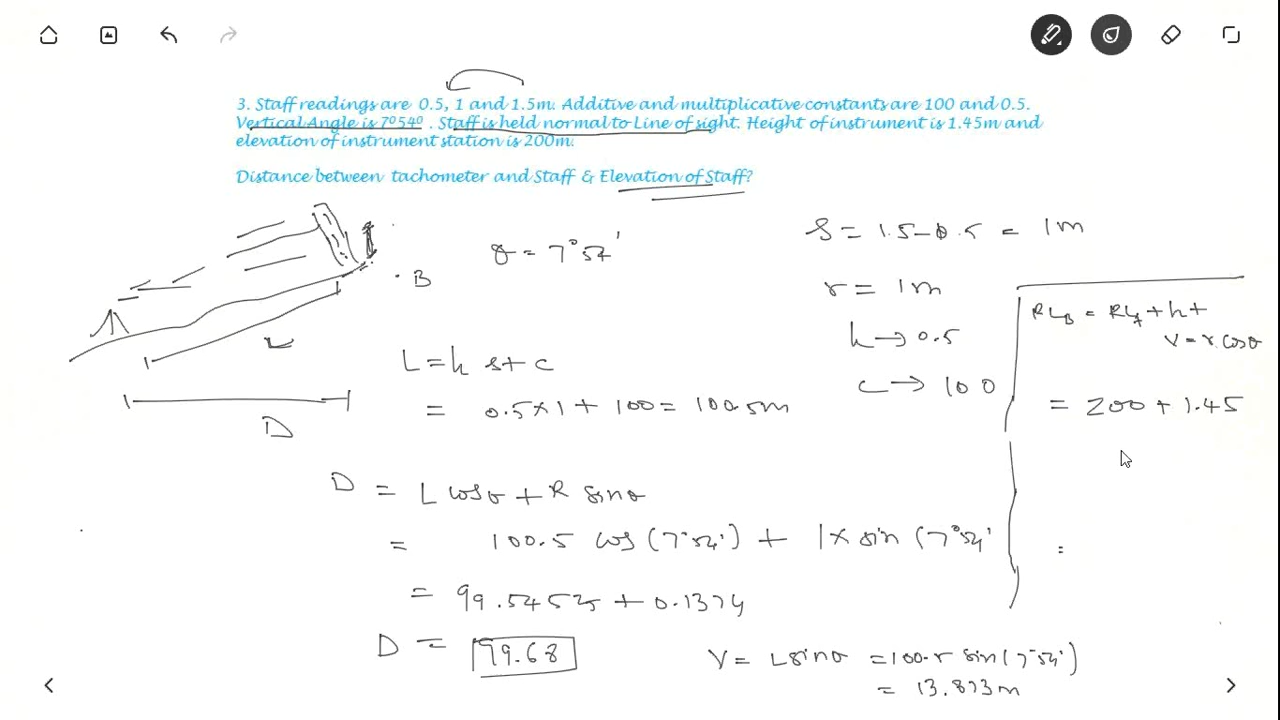 3. Staff readings are 0.5, 1 and 1.5m. Additive and multiplicative constants are 100 and 0.5.
Vertical Angle is 7⁰54⁰ . Staff is held normal to Line of sight. Height of instrument is 1.45m and
elevation of instrument station is 200m.
Distance between tachometer and Staff & Elevation of Staff?
B
L
D
θ = 7°54'
L = k s + c
= 0.5 × 1 + 100 = 100.5m
D = L cosθ + R sinθ
= 100.5 cos (7°54') + 1 × sin (7°54'
= 99.54525 + 0.1374
D = 99.68
S = 1.5 - 0.5 = 1m
r = 1m
k → 0.5
c → 100
RL_B = RL_A + h +
V - r cosθ
= 200 + 1.45
=
V = L sinθ = 100.5 sin (7°54')
= 13.813m